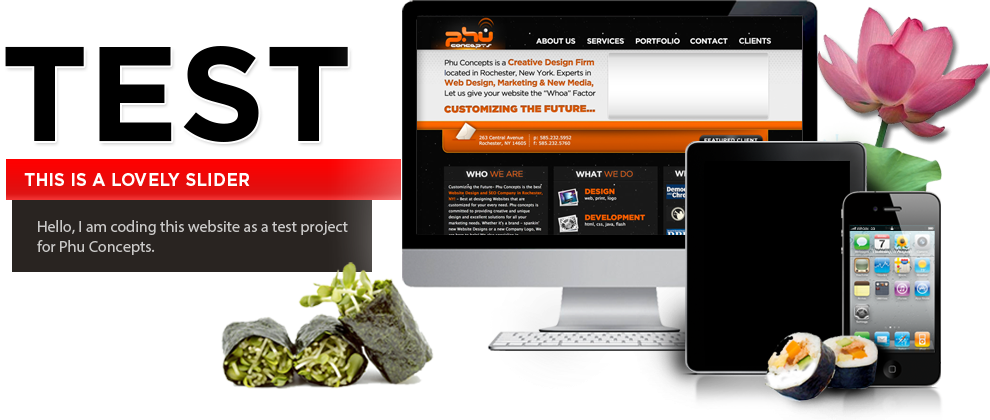 TEST
THIS IS A LOVELY SLIDER
Hello, I am coding this website as a test project
for Phu Concepts.
phu
CONCEPTS
ABOUT US SERVICES PORTFOLIO CONTACT CLIENTS
Phu Concepts is a Creative Design Firm
located in Rochester, New York. Experts in
Web Design, Marketing & New Media,
Let us give your website the "Whoa" Factor
CUSTOMIZING THE FUTURE...
263 Central Avenue p: 585.232.5952
Rochester, NY 14605 f: 585.232.5760
FEATURED CLIENT
WHO WE ARE
Customizing the Future- Phu Concepts is the best
Website Design and SEO Company in Rochester,
NY! - Best at designing Websites that are
customized for your every need. Phu concepts is
committed to providing creative and unique
design and excellent solutions for all your
marketing needs. Whether it's a brand - spankin'
new Website Designs or a new Company Logo, We
WHAT WE DO
DESIGN
web, print, logo
DEVELOPMENT
html, css, java, flash
W
Democ
Chro
7